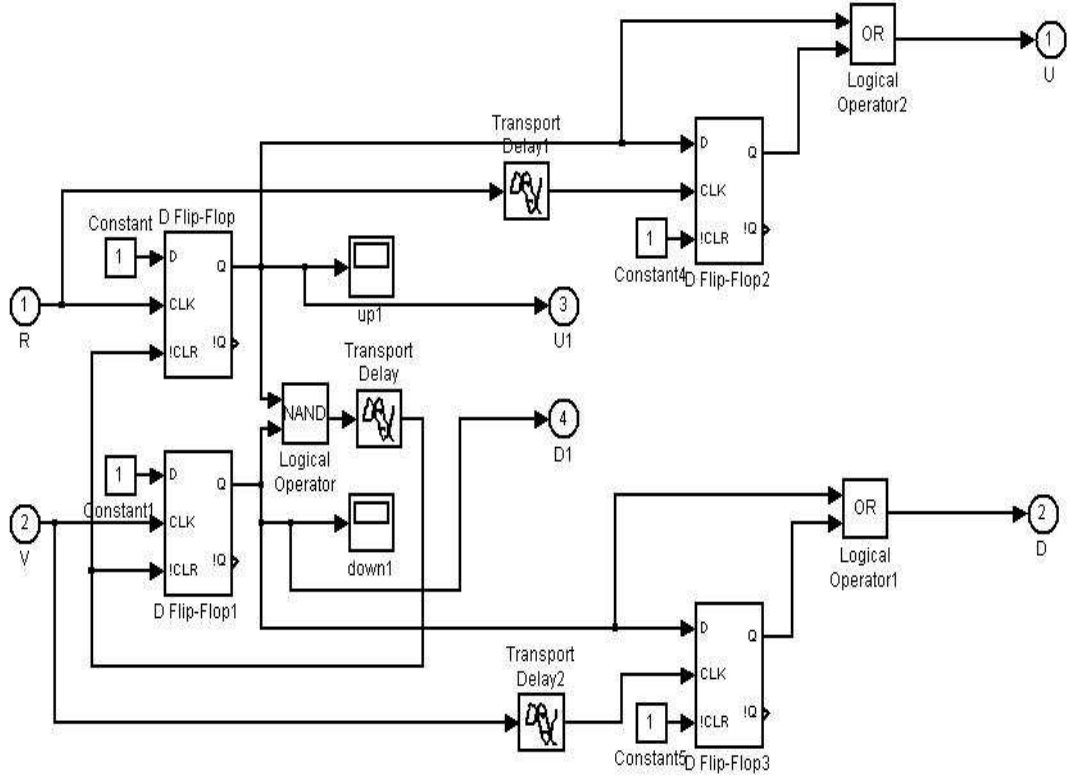 OR
1
U
Logical
Operator2
Transport
Delay1
D
Q
CLK
!CLR
!Q
1
Constant4
D Flip-Flop2
Constant
D Flip-Flop
1
D
Q
CLK
!CLR
!Q
1
R
up1
3
U1
Transport
Delay
NAND
Logical
Operator
4
D1
1
Constant1
D
Q
CLK
!CLR
!Q
D Flip-Flop1
2
V
down1
OR
2
D
Logical
Operator1
Transport
Delay2
D
Q
CLK
!CLR
!Q
1
Constant5
D Flip-Flop3